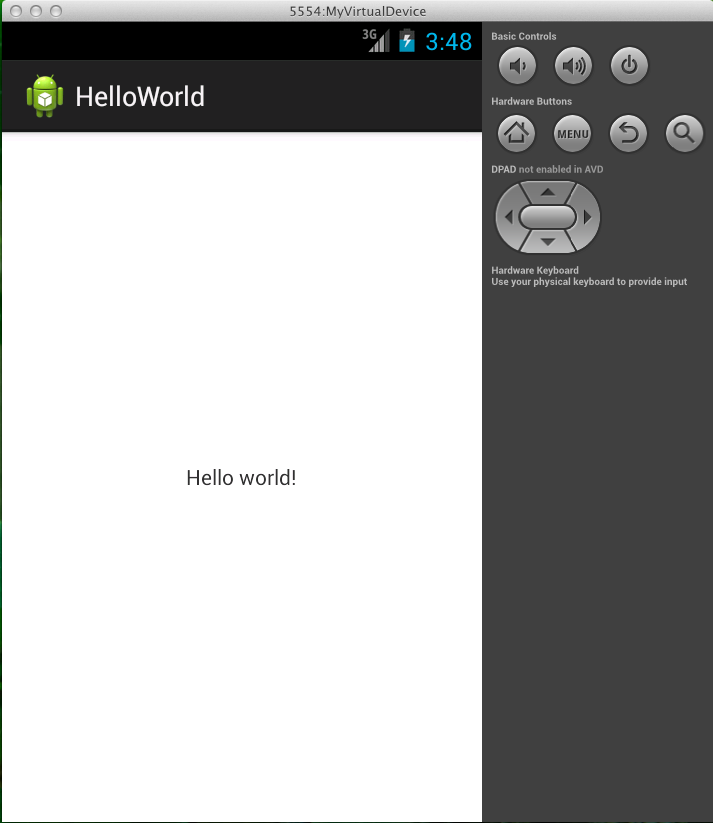 5554:MyVirtualDevice
3G
3:48
HelloWorld
Hello world!
Basic Controls
Hardware Buttons
MENU
DPAD not enabled in AVD
Hardware Keyboard
Use your physical keyboard to provide input